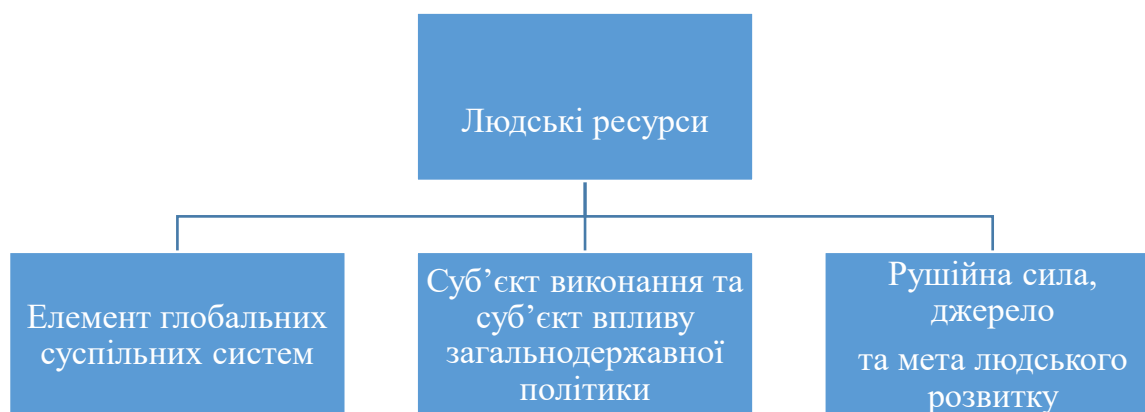 Людські ресурси
Елемент глобальних
суспільних систем
Суб’єкт виконання та
суб’єкт впливу
загальнодержавної
політики
Рушійна сила,
джерело
та мета людського
розвитку